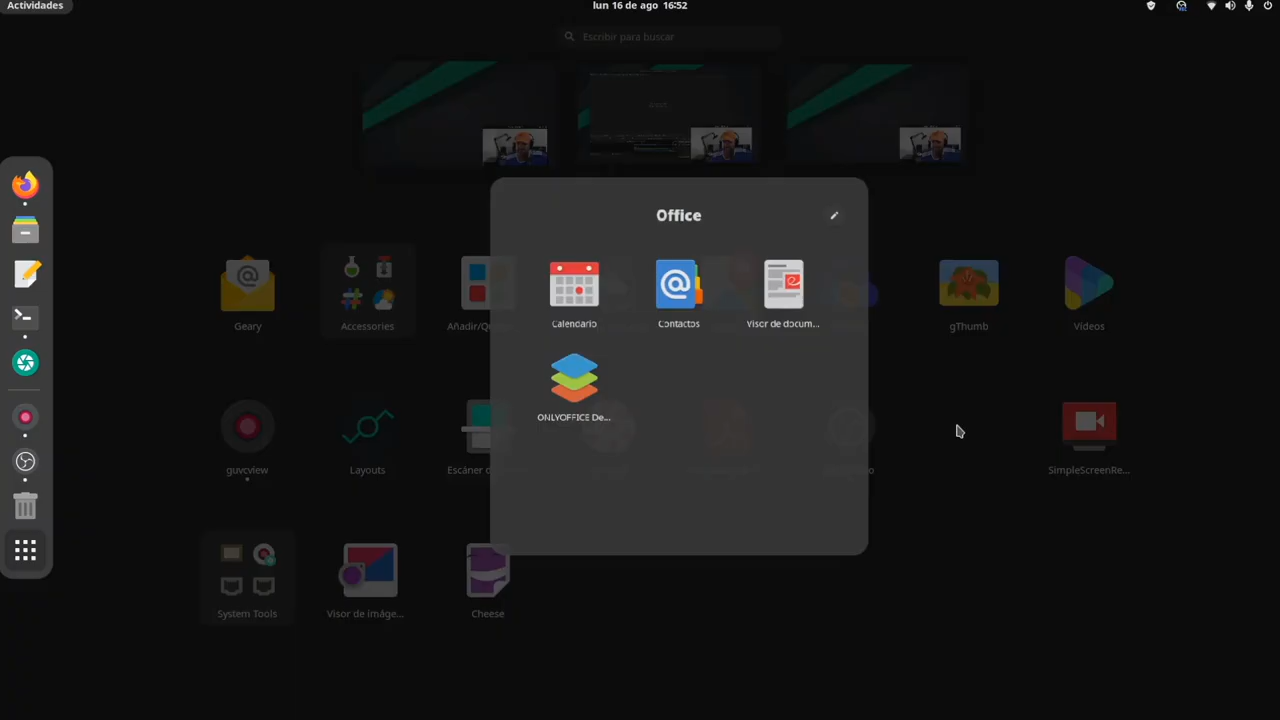 Actividades
lun 16 de ago 16:52
Escribir para buscar
Office
Calendario
Contactos
Visor de docum...
ONLYOFFICE De...
Geary
Accessories
Añadir/Qu
gThumb
Vídeos
guvcview
Layouts
Escáner d
SimpleScreenRe...
System Tools
Visor de imáge...
Cheese